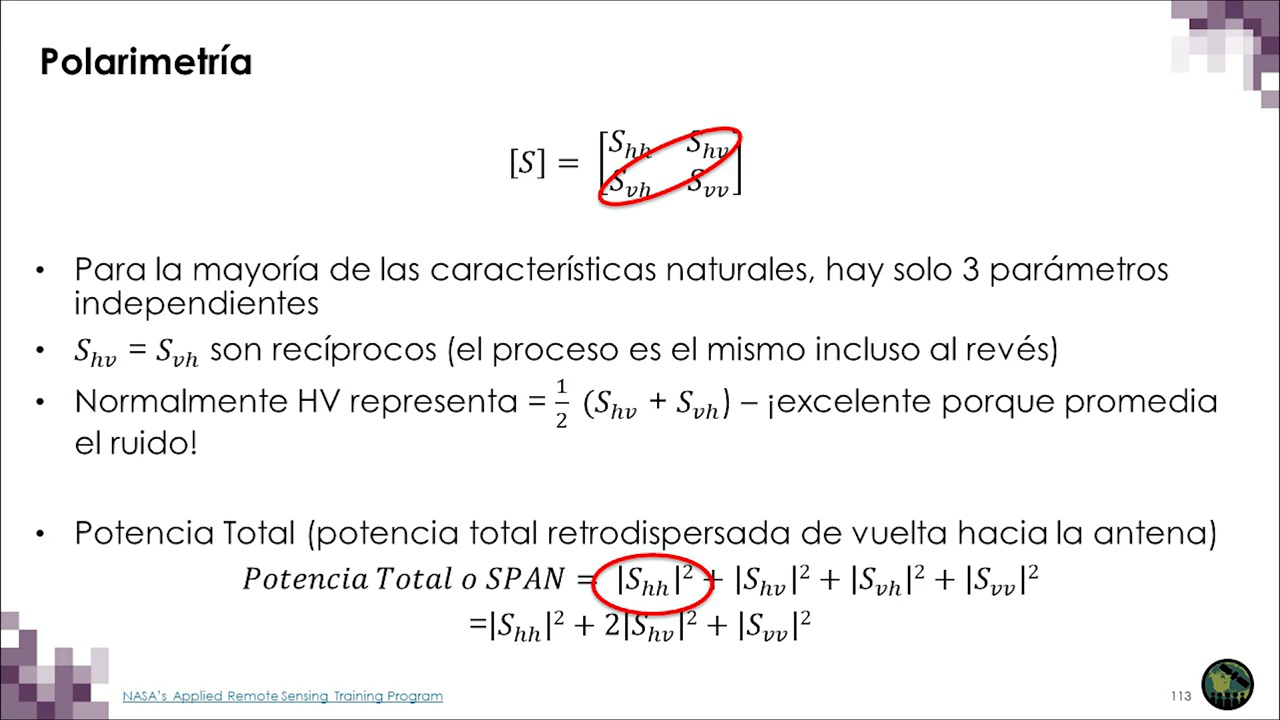 Polarimetría
[S] = [S_hh S_hv
S_vh S_vv]
• Para la mayoría de las características naturales, hay solo 3 parámetros
independientes
• S_hv = S_vh son recíprocos (el proceso es el mismo incluso al revés)
• Normalmente HV representa = 1/2 (S_hv + S_vh) – ¡excelente porque promedia
el ruido!
• Potencia Total (potencia total retrodispersada de vuelta hacia la antena)
Potencia Total o SPAN = |S_hh|² + |S_hv|² + |S_vh|² + |S_vv|²
=|S_hh|² + 2|S_hv|² + |S_vv|²
NASA's Applied Remote Sensing Training Program
113